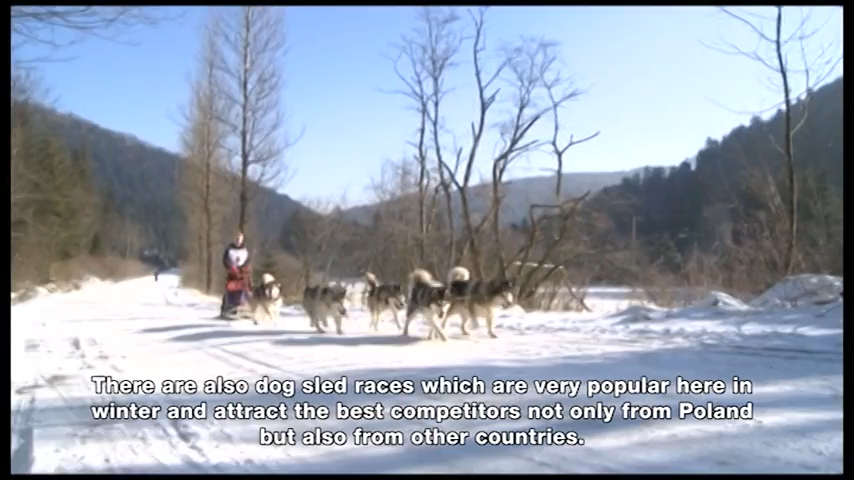 There are also dog sled races which are very popular here in
winter and attract the best competitors not only from Poland
but also from other countries.